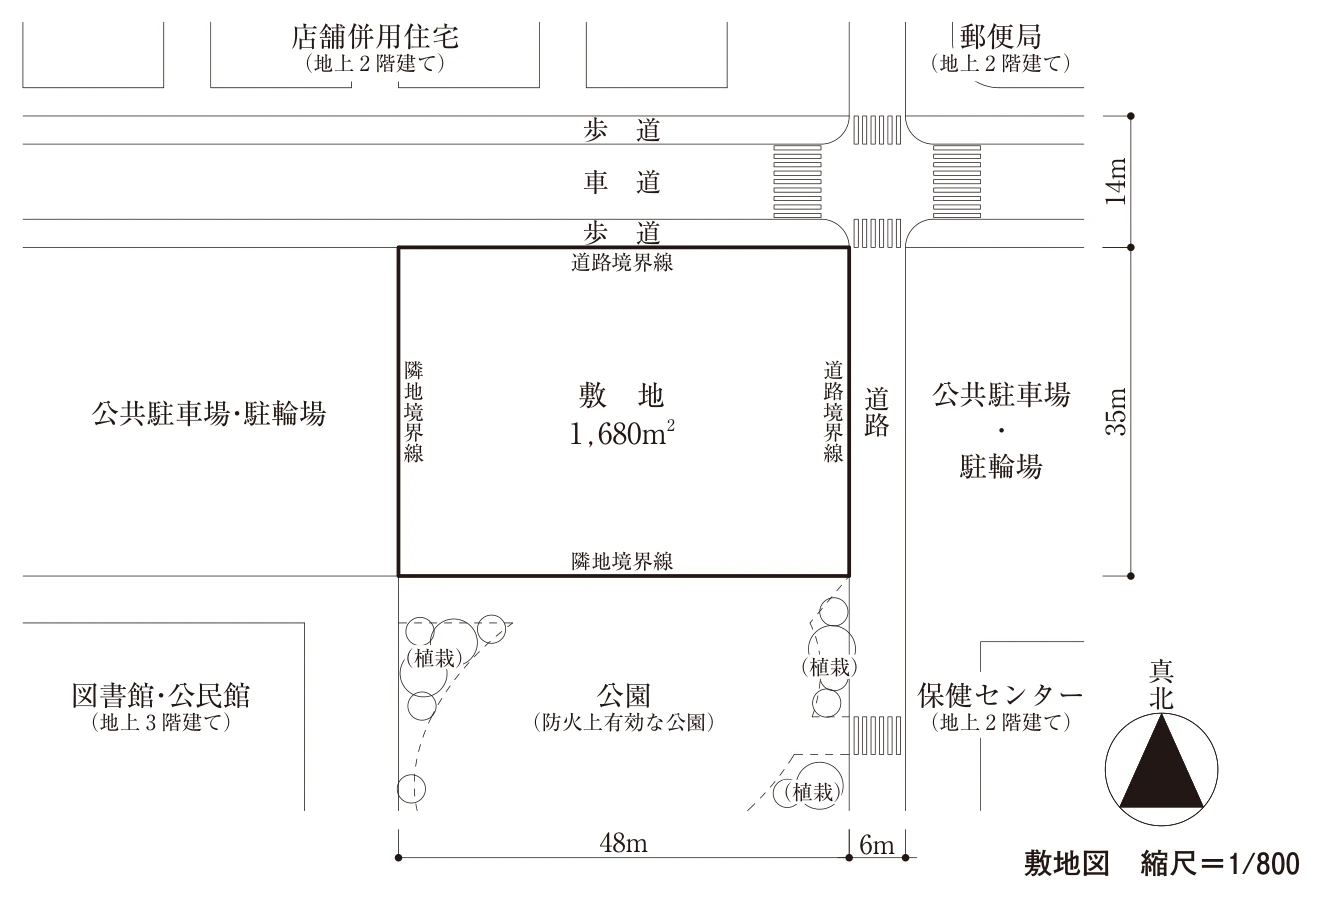 店舗併用住宅
（地上２階建て）
郵便局
（地上２階建て）
歩　道
車　道
歩　道
14m
道路境界線
隣地境界線
敷　地
1,680m²
道路境界線
道路
公共駐車場・駐輪場
公共駐車場
・
駐輪場
35m
隣地境界線
（植栽）
（植栽）
図書館・公民館
（地上３階建て）
公園
（防火上有効な公園）
保健センター
（地上２階建て）
真北
（植栽）
48m
6m
敷地図　縮尺＝1/800